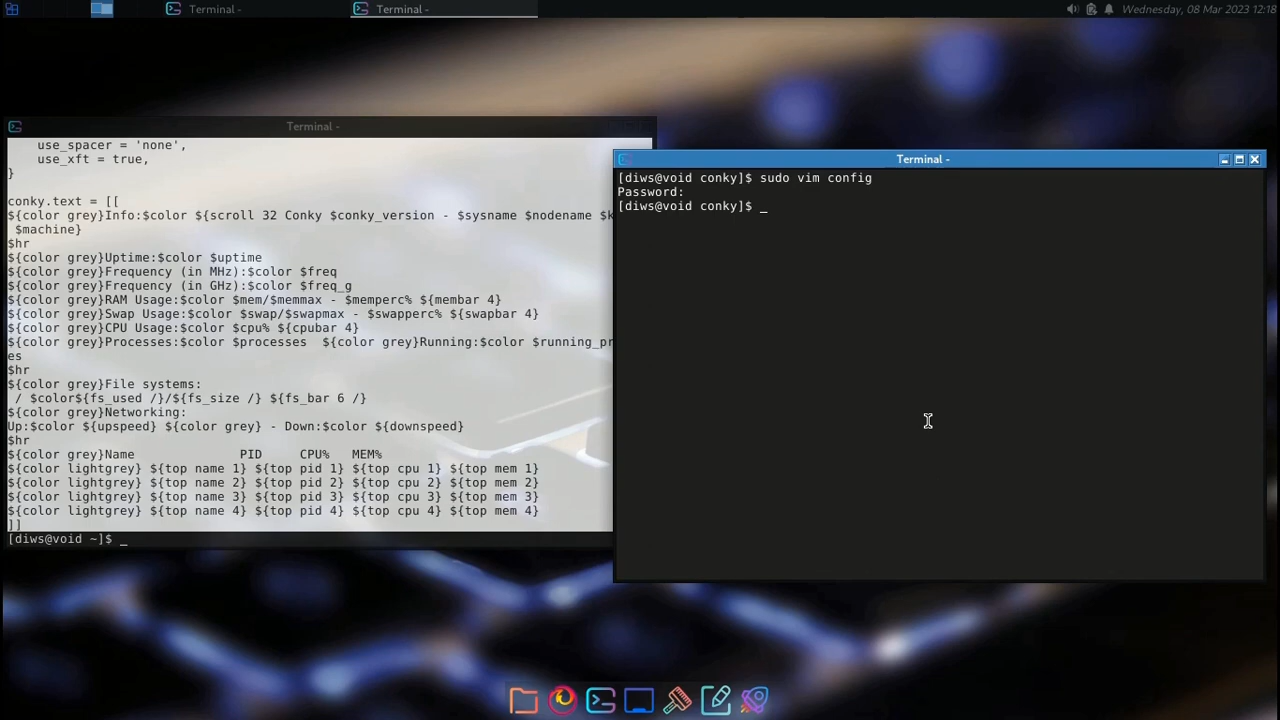 Terminal -
Terminal -
Wednesday, 08 Mar 2023 12:18
Terminal -
    use_spacer = 'none',
    use_xft = true,
}
conky.text = [[
${color grey}Info:$color ${scroll 32 Conky $conky_version - $sysname $nodename $k
 $machine}
$hr
${color grey}Uptime:$color $uptime
${color grey}Frequency (in MHz):$color $freq
${color grey}Frequency (in GHz):$color $freq_g
${color grey}RAM Usage:$color $mem/$memmax - $memperc% ${membar 4}
${color grey}Swap Usage:$color $swap/$swapmax - $swapperc% ${swapbar 4}
${color grey}CPU Usage:$color $cpu% ${cpubar 4}
${color grey}Processes:$color $processes  ${color grey}Running:$color $running_pr
es
$hr
${color grey}File systems:
 / $color${fs_used /}/${fs_size /} ${fs_bar 6 /}
${color grey}Networking:
Up:$color ${upspeed} ${color grey} - Down:$color ${downspeed}
$hr
${color grey}Name              PID     CPU%   MEM%
${color lightgrey} ${top name 1} ${top pid 1} ${top cpu 1} ${top mem 1}
${color lightgrey} ${top name 2} ${top pid 2} ${top cpu 2} ${top mem 2}
${color lightgrey} ${top name 3} ${top pid 3} ${top cpu 3} ${top mem 3}
${color lightgrey} ${top name 4} ${top pid 4} ${top cpu 4} ${top mem 4}
]]
[diws@void ~]$ _
Terminal -
[diws@void conky]$ sudo vim config
Password:
[diws@void conky]$ _